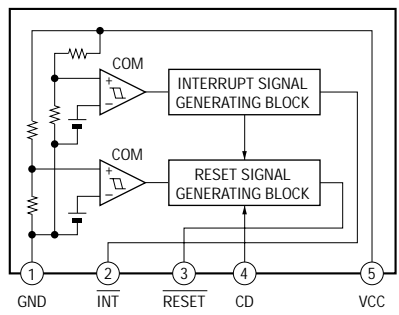 COM
+
−
INTERRUPT SIGNAL
GENERATING BLOCK
COM
+
−
RESET SIGNAL
GENERATING BLOCK
1 2 3 4 5
GND INT RESET CD VCC